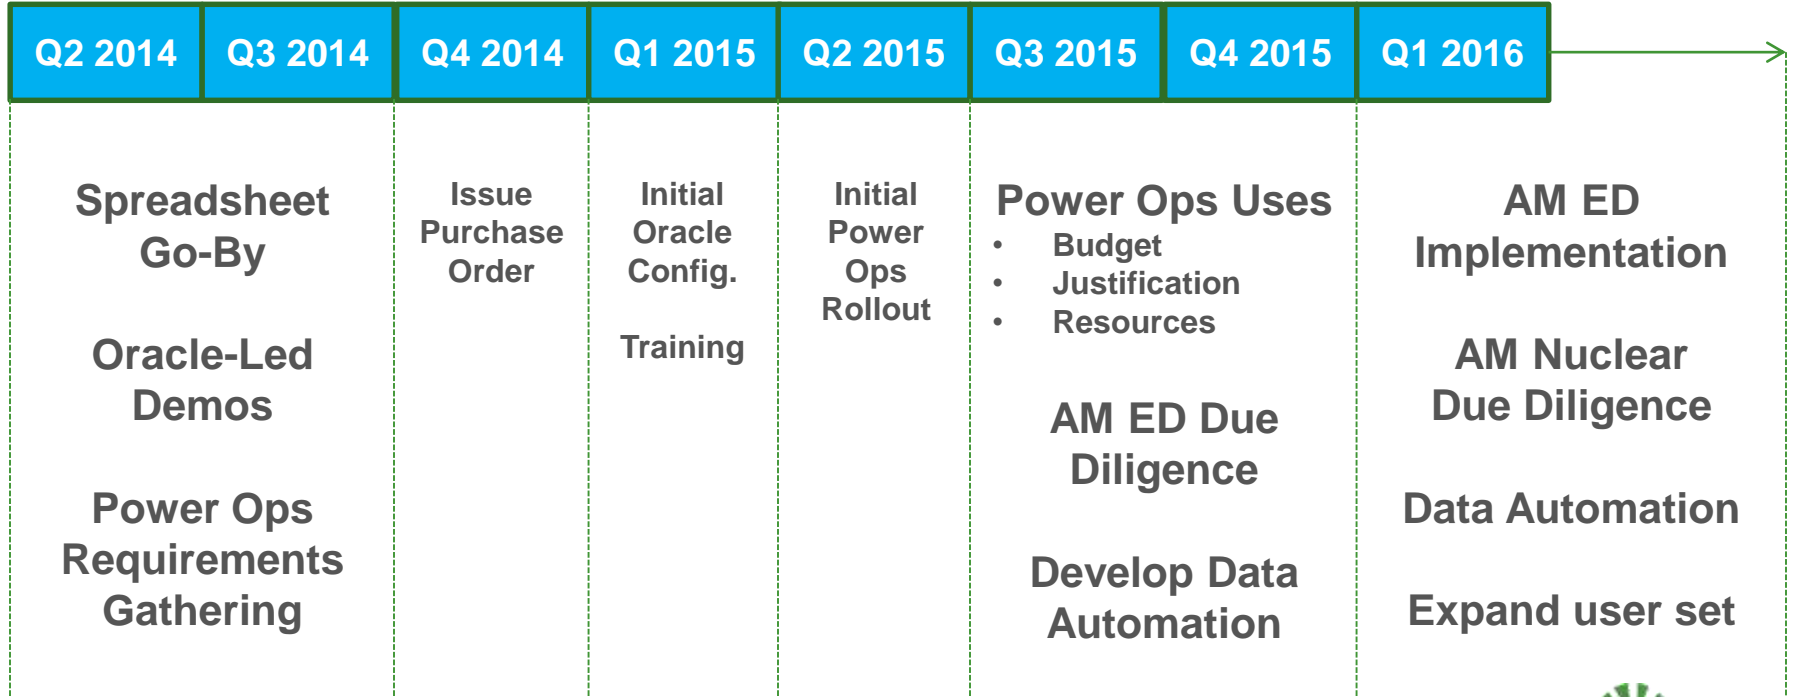 Q2 2014
Q3 2014
Q4 2014
Q1 2015
Q2 2015
Q3 2015
Q4 2015
Q1 2016
Spreadsheet
Go-By
Oracle-Led
Demos
Power Ops
Requirements
Gathering
Issue
Purchase
Order
Initial
Oracle
Config.
Training
Initial
Power
Ops
Rollout
Power Ops Uses
• Budget
• Justification
• Resources
AM ED Due
Diligence
Develop Data
Automation
AM ED
Implementation
AM Nuclear
Due Diligence
Data Automation
Expand user set